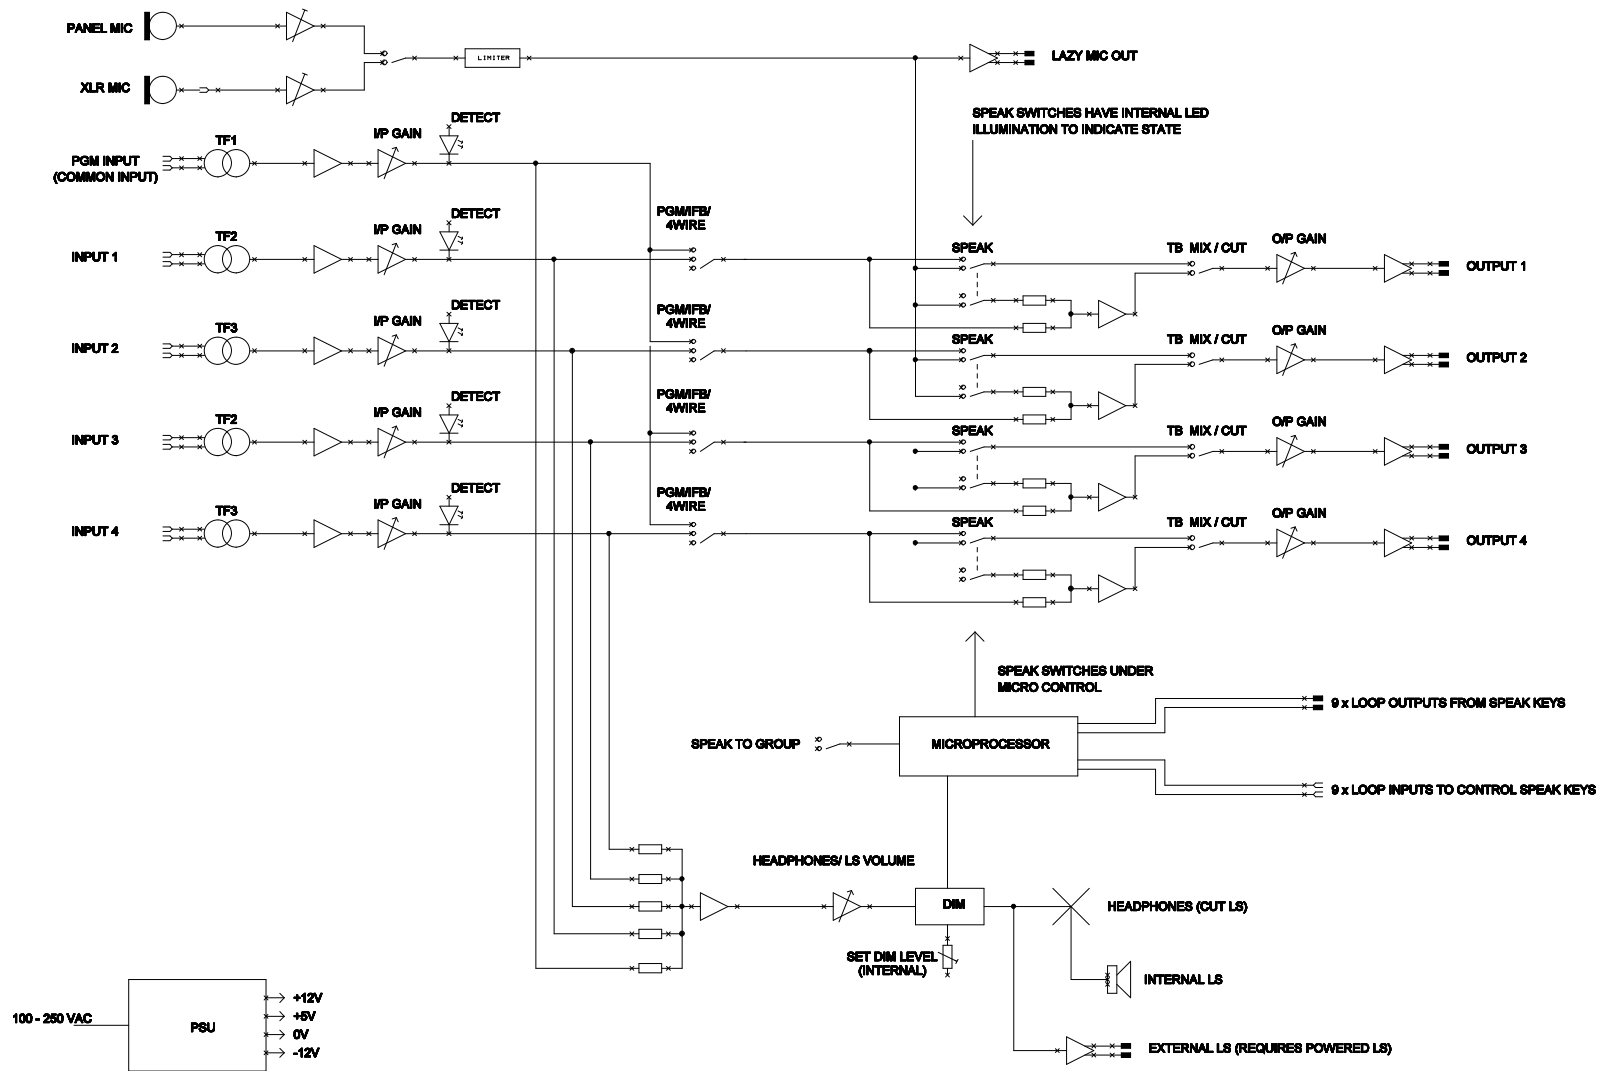 PANEL MIC
LIMITER
LAZY MIC OUT
XLR MIC
SPEAK SWITCHES HAVE INTERNAL LED
ILLUMINATION TO INDICATE STATE
DETECT
I/P GAIN
TF1
PGM INPUT
(COMMON INPUT)
DETECT
PGM/IFB/
4WIRE
I/P GAIN
TF2
INPUT 1
SPEAK
TB MIX / CUT
O/P GAIN
OUTPUT 1
DETECT
PGM/IFB/
4WIRE
I/P GAIN
TF3
INPUT 2
SPEAK
TB MIX / CUT
O/P GAIN
OUTPUT 2
DETECT
PGM/IFB/
4WIRE
I/P GAIN
TF2
INPUT 3
SPEAK
TB MIX / CUT
O/P GAIN
OUTPUT 3
DETECT
PGM/IFB/
4WIRE
I/P GAIN
TF3
INPUT 4
SPEAK
TB MIX / CUT
O/P GAIN
OUTPUT 4
SPEAK SWITCHES UNDER
MICRO CONTROL
9 x LOOP OUTPUTS FROM SPEAK KEYS
SPEAK TO GROUP
MICROPROCESSOR
9 x LOOP INPUTS TO CONTROL SPEAK KEYS
HEADPHONES/ LS VOLUME
DIM
HEADPHONES (CUT LS)
SET DIM LEVEL
(INTERNAL)
INTERNAL LS
100 - 250 VAC
PSU
+12V
+5V
0V
-12V
EXTERNAL LS (REQUIRES POWERED LS)